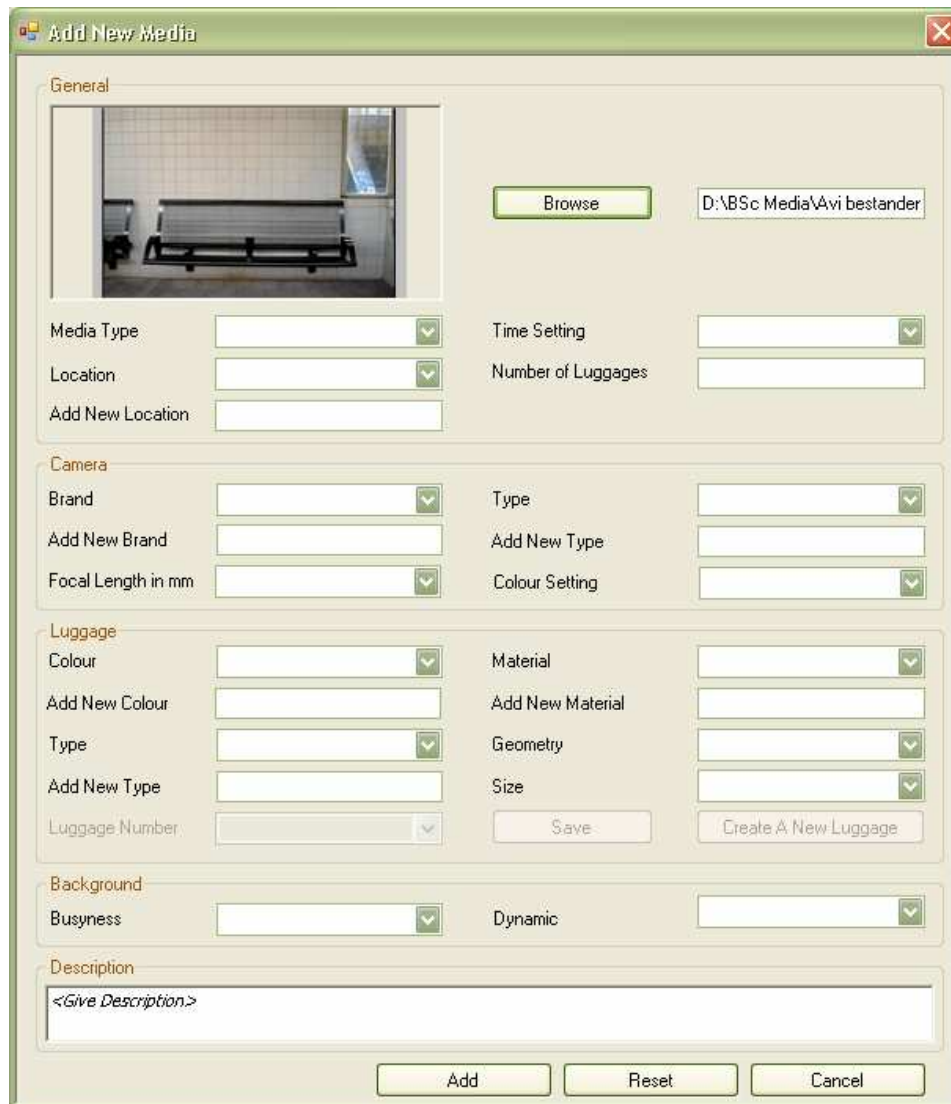 Add New Media
General
Browse
D:\BSc Media\Avi bestander
Media Type
Time Setting
Location
Number of Luggages
Add New Location
Camera
Brand
Type
Add New Brand
Add New Type
Focal Length in mm
Colour Setting
Luggage
Colour
Material
Add New Colour
Add New Material
Type
Geometry
Add New Type
Size
Luggage Number
Save
Create A New Luggage
Background
Busyness
Dynamic
Description
<Give Description>
Add
Reset
Cancel